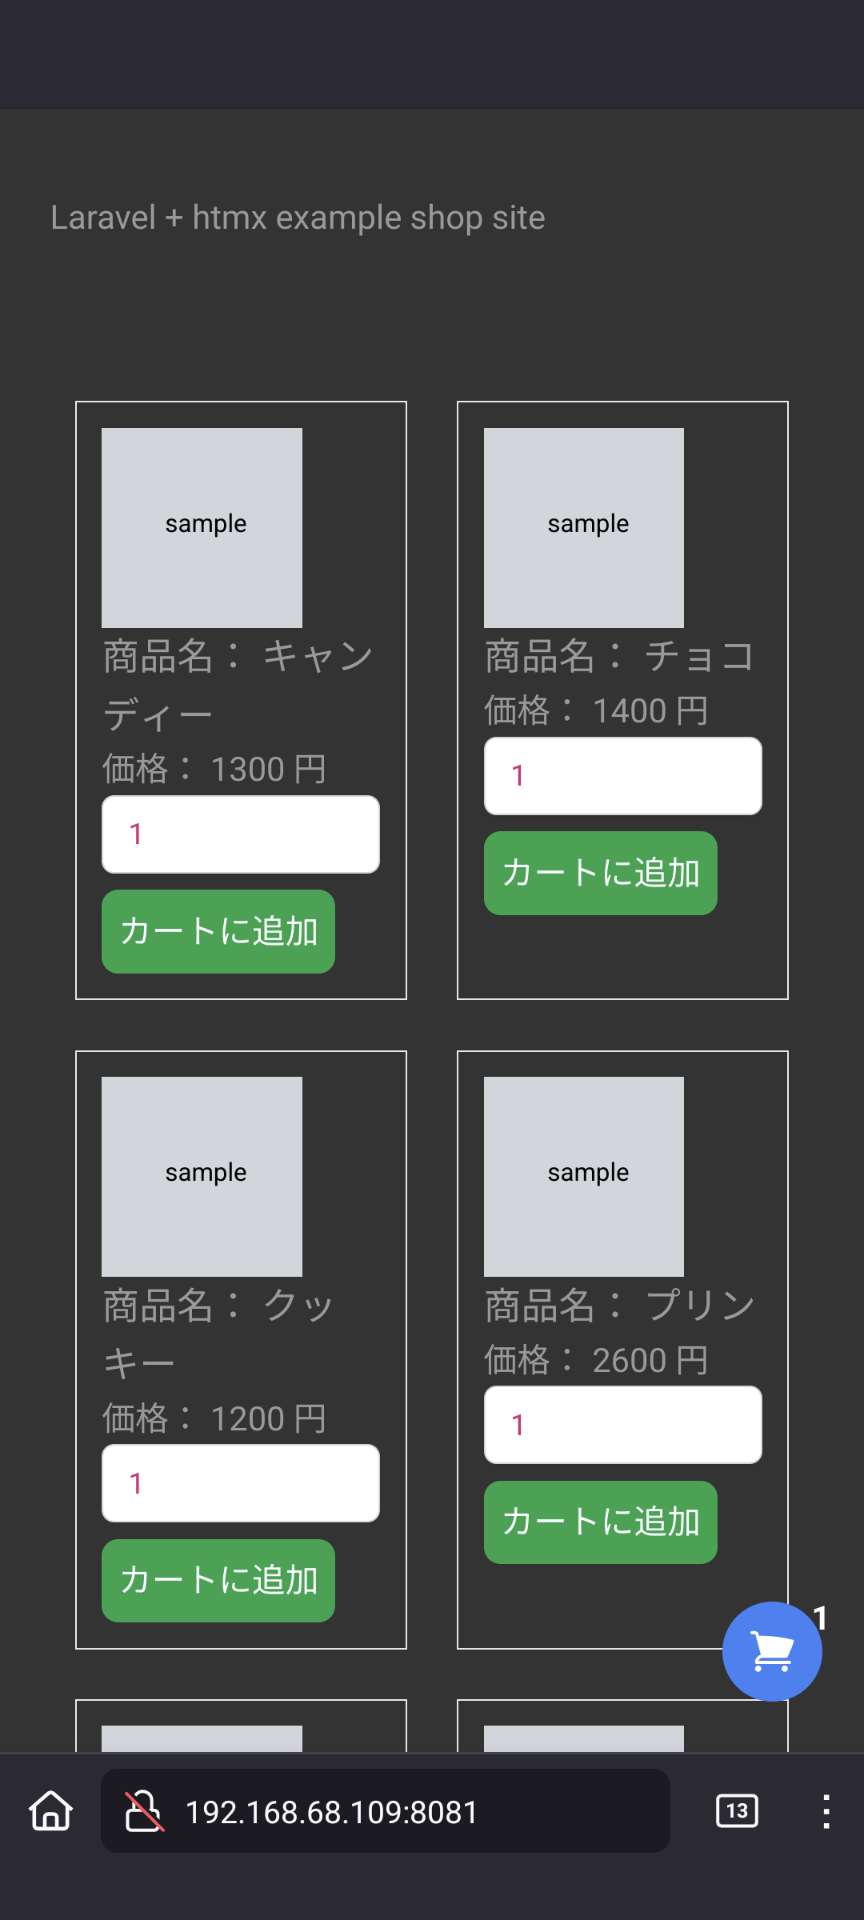 Laravel + htmx example shop site
sample
商品名： キャン
ディー
価格： 1300 円
1
カートに追加
sample
商品名： チョコ
価格： 1400 円
1
カートに追加
sample
商品名： クッ
キー
価格： 1200 円
1
カートに追加
sample
商品名： プリン
価格： 2600 円
1
カートに追加
1
192.168.68.109:8081
13